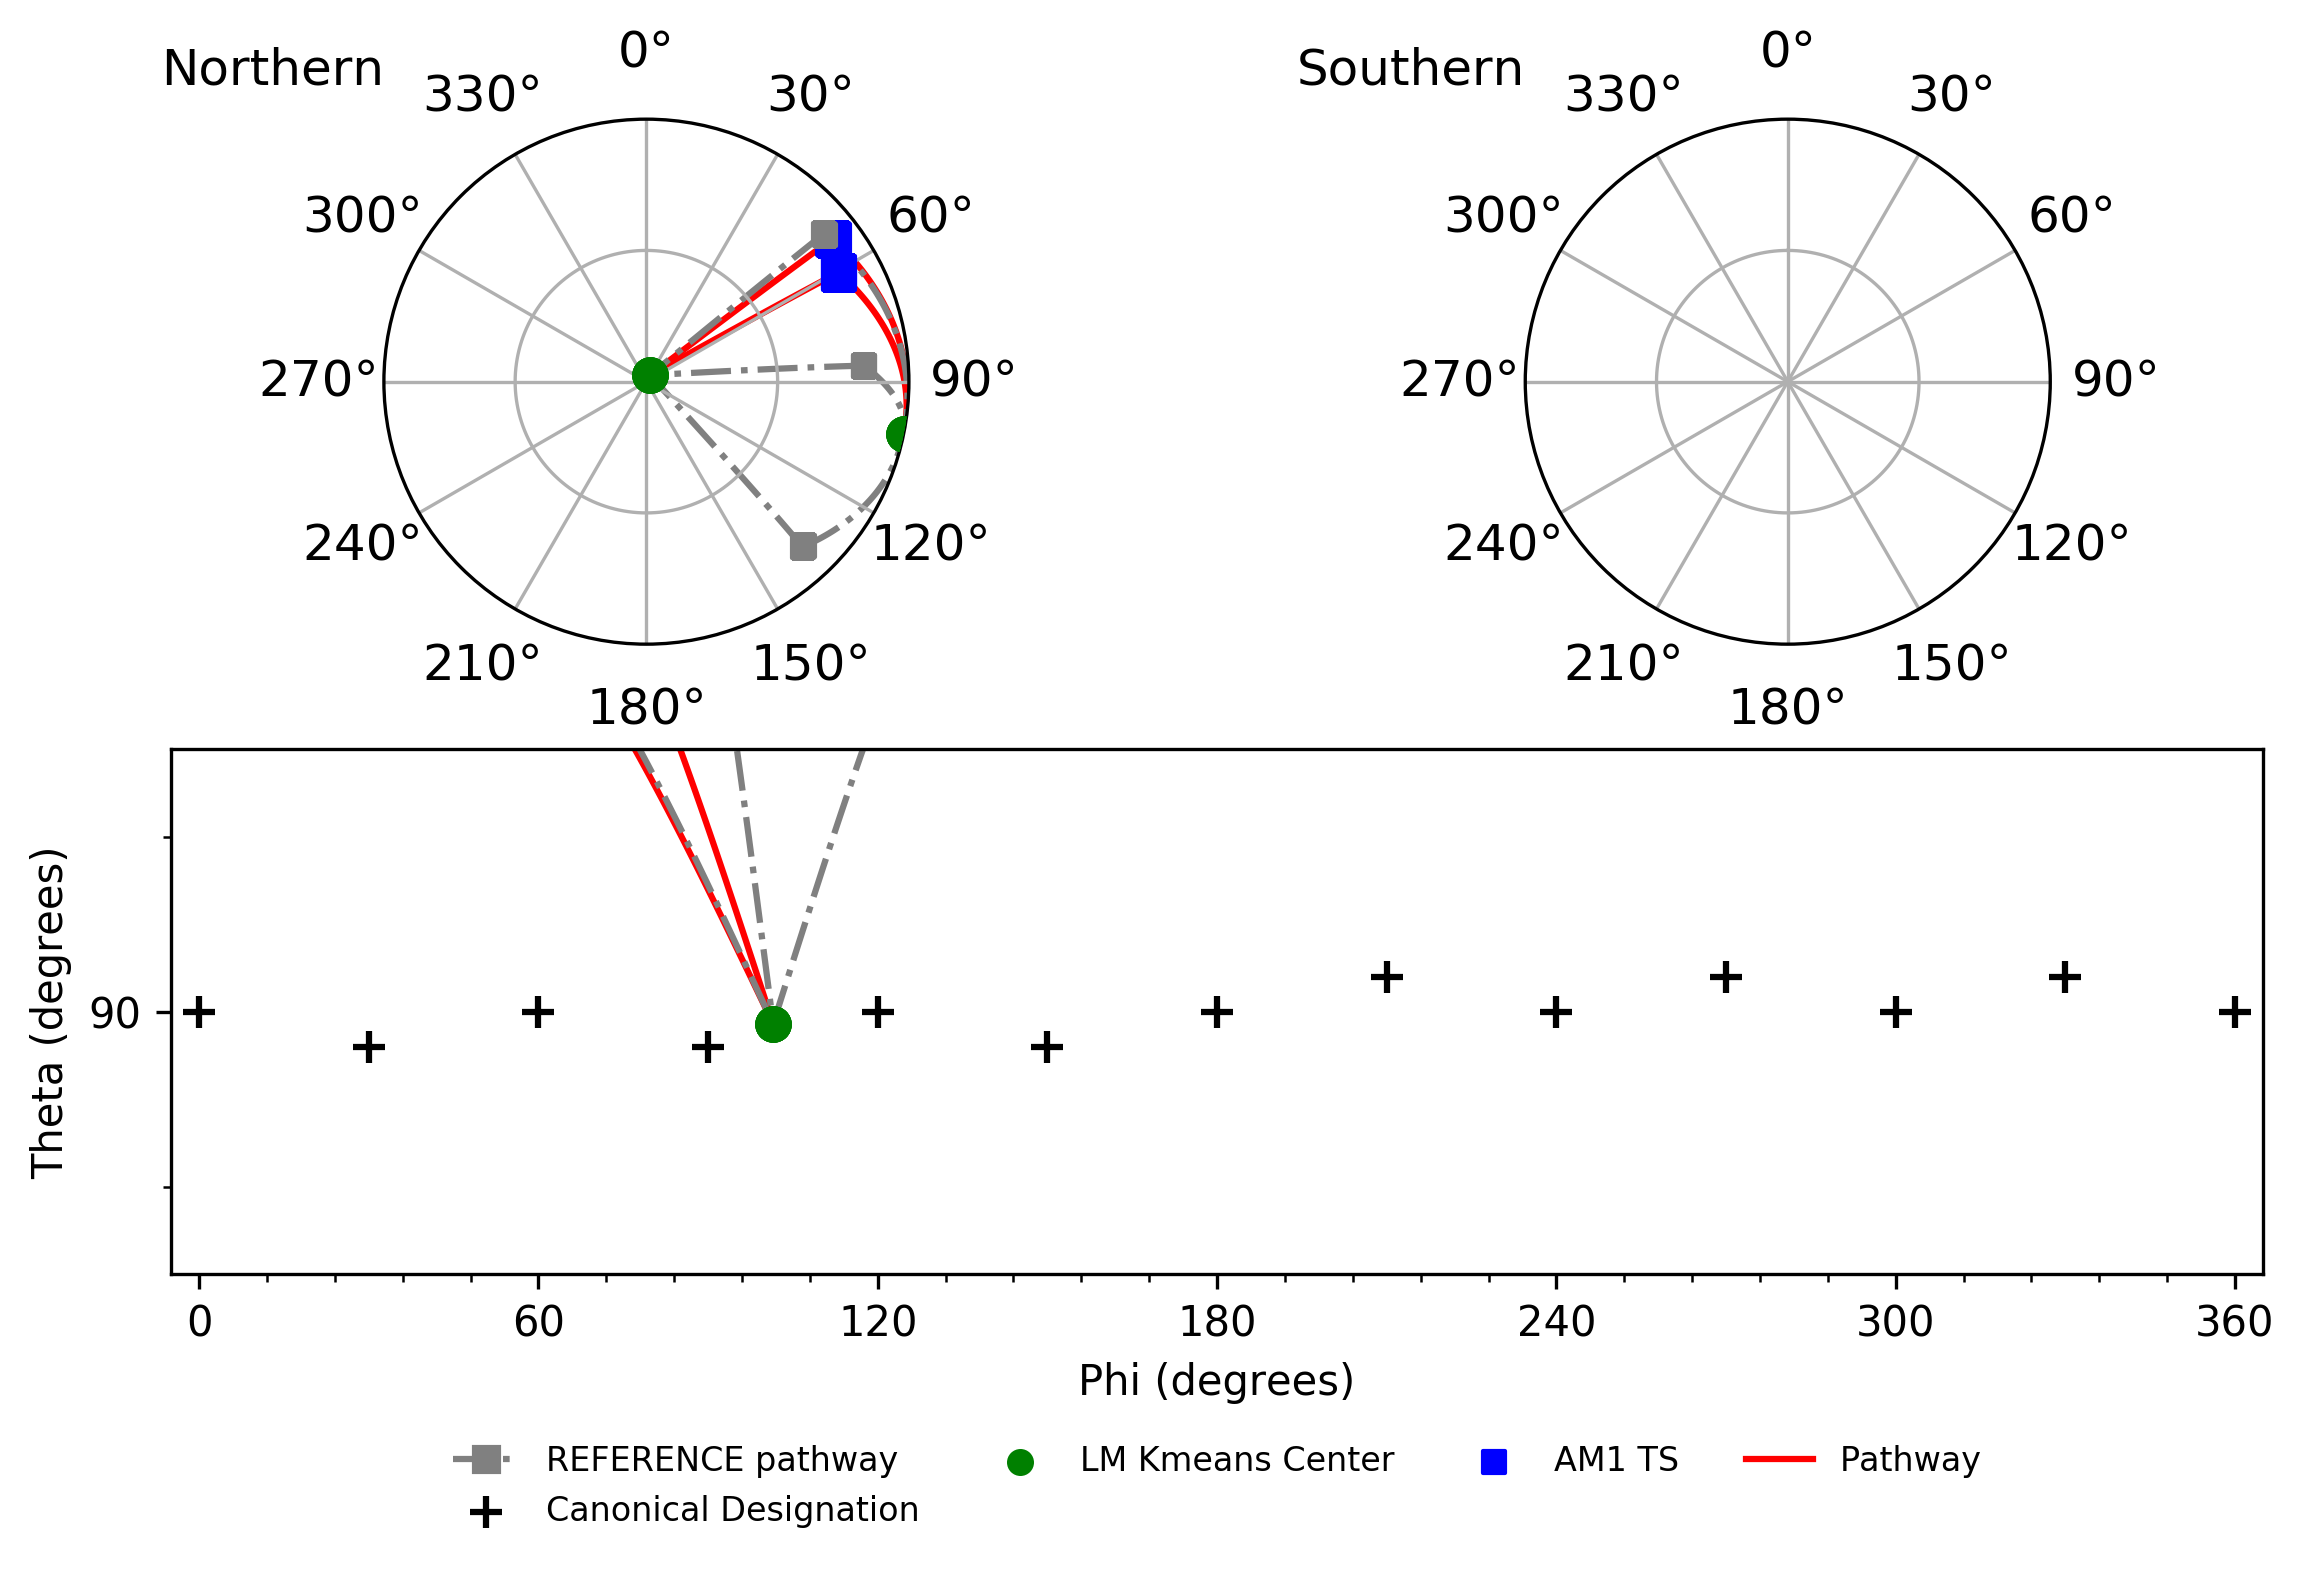 Northern
0°
330°
30°
300°
60°
270°
90°
240°
120°
210°
150°
180°
Southern
0°
330°
30°
300°
60°
270°
90°
240°
120°
210°
150°
180°
Theta (degrees)
90
0 60 120 180 240 300 360
Phi (degrees)
REFERENCE pathway
Canonical Designation
LM Kmeans Center
AM1 TS
Pathway